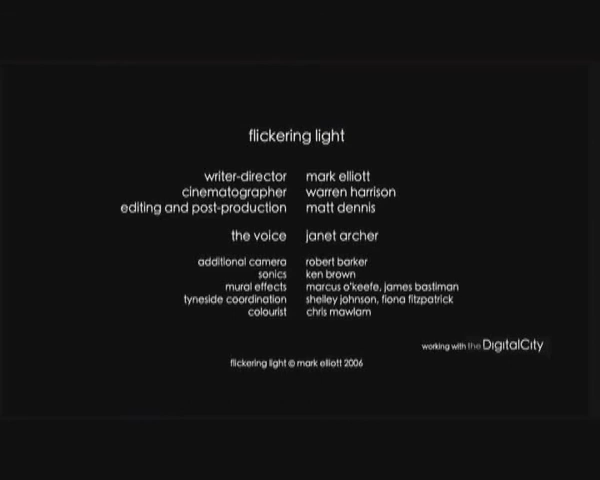 flickering light
writer-director mark elliott
cinematographer warren harrison
editing and post-production matt dennis
the voice janet archer
additional camera robert barker
sonics ken brown
mural effects marcus o'keefe, james bastiman
tyneside coordination shelley johnson, fiona fitzpatrick
colourist chris mawlam
working with the DigitalCity
flickering light © mark elliott 2006